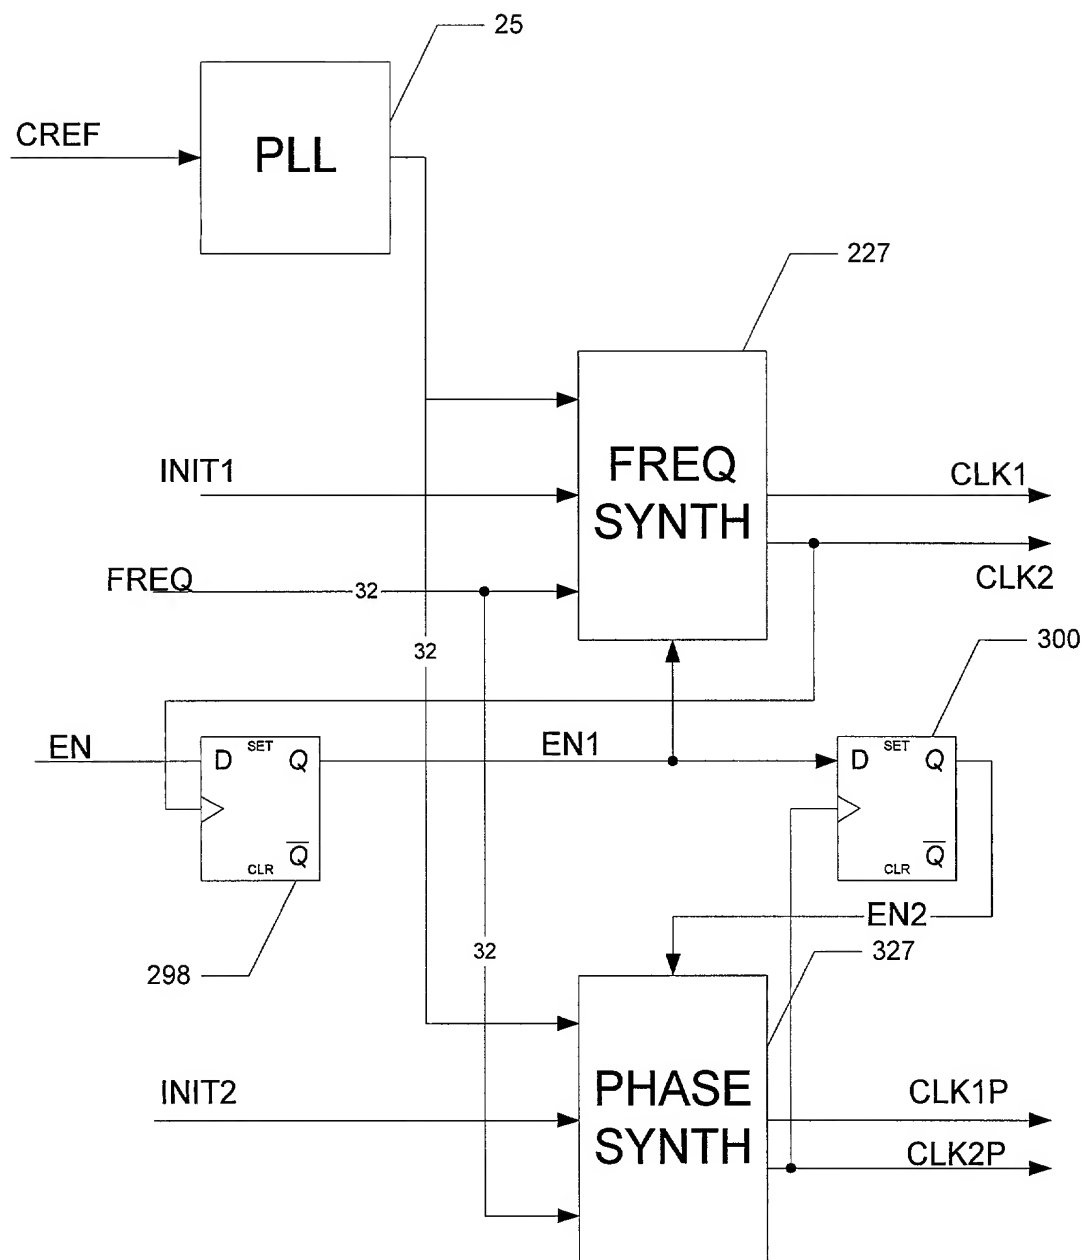 25
CREF
PLL
227
INIT1
FREQ
SYNTH
CLK1
FREQ
32
CLK2
32
300
EN
D
SET
Q
EN1
D
SET
Q
CLR
Q
CLR
Q
EN2
298
32
327
INIT2
PHASE
SYNTH
CLK1P
CLK2P